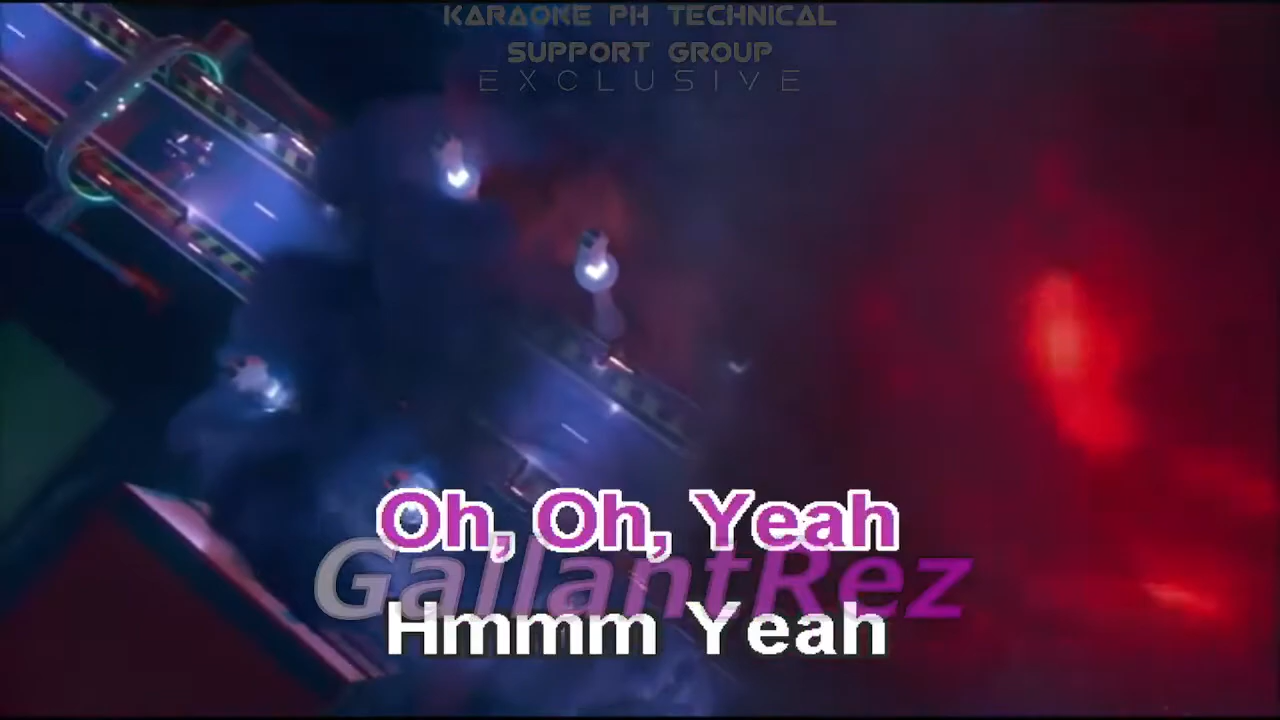 KARAOKE PH TECHNICAL
SUPPORT GROUP
EXCLUSIVE
Oh, Oh, Yeah
GallantRez
Hmmm Yeah